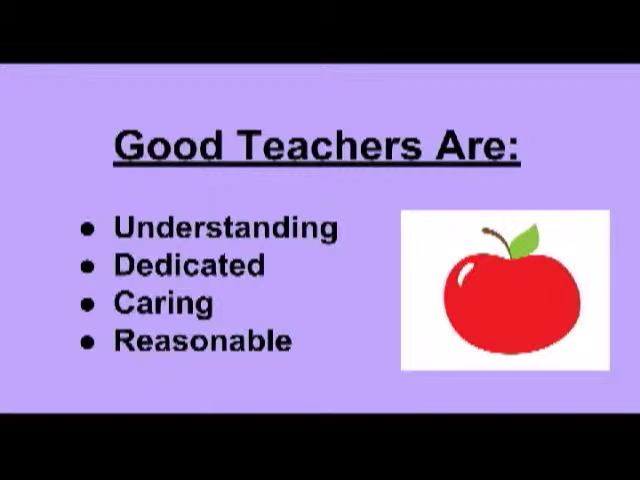 Good Teachers Are:
● Understanding
● Dedicated
● Caring
● Reasonable